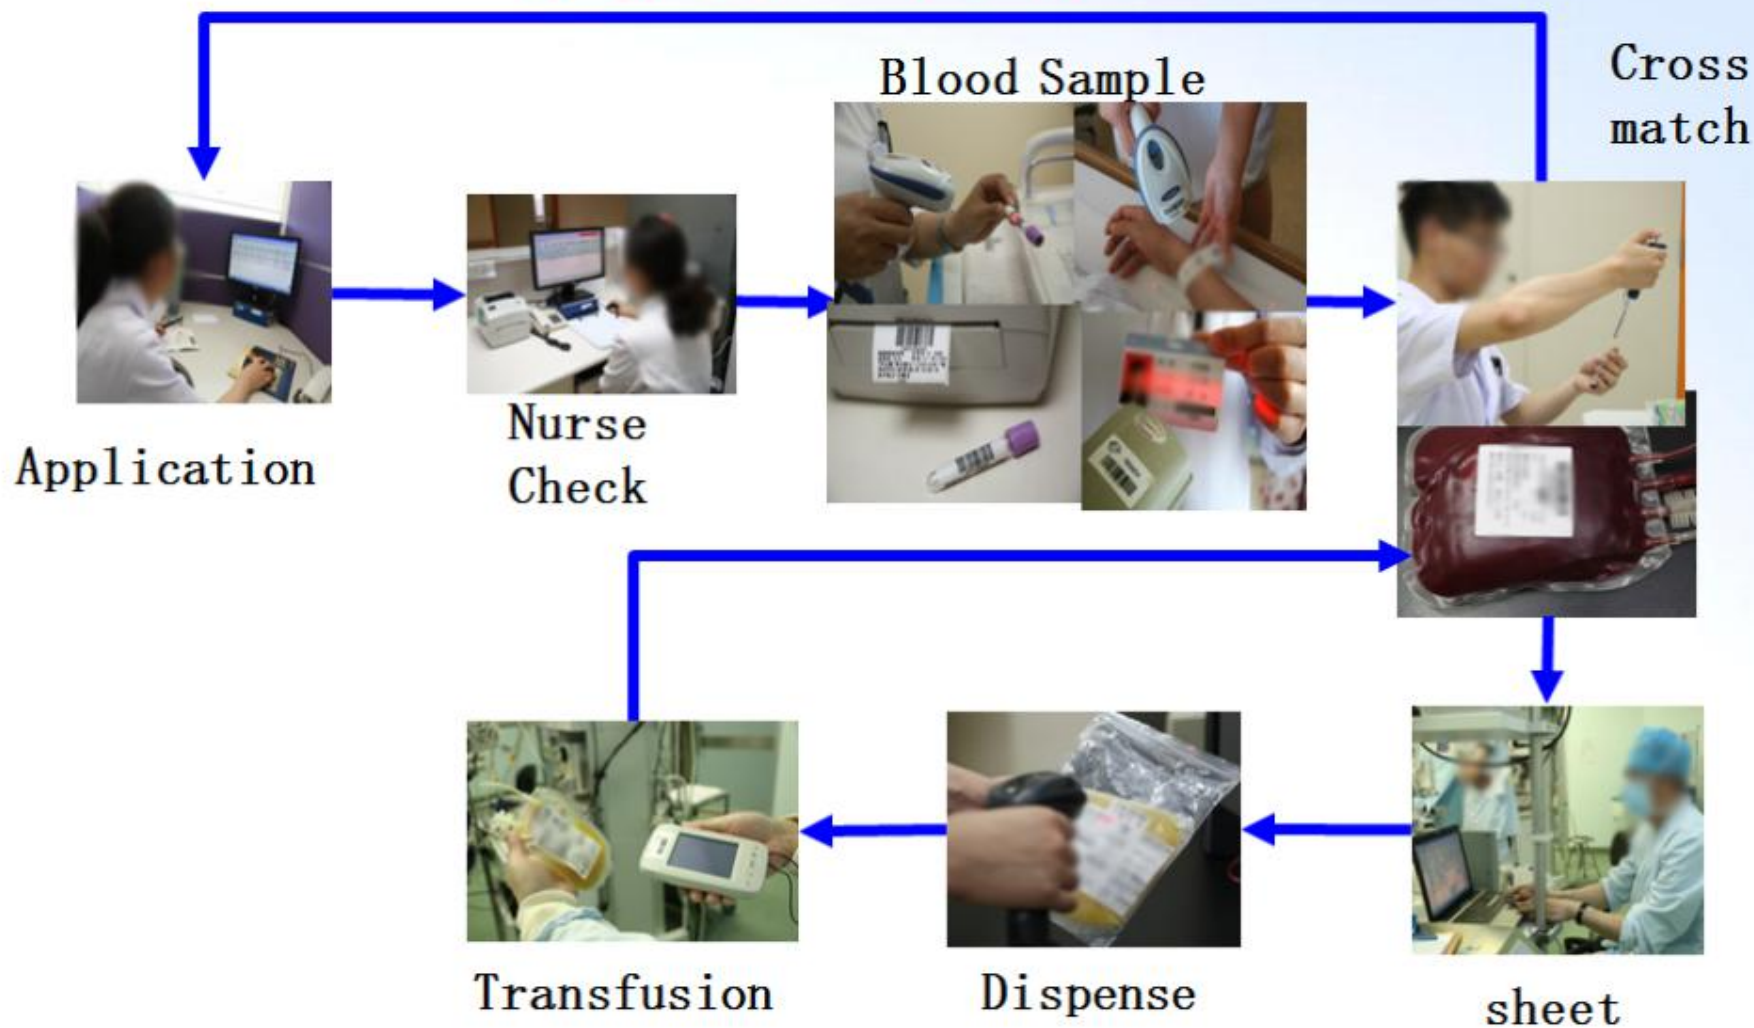 Blood Sample
Cross
match
Application
Nurse
Check
Transfusion
Dispense
sheet